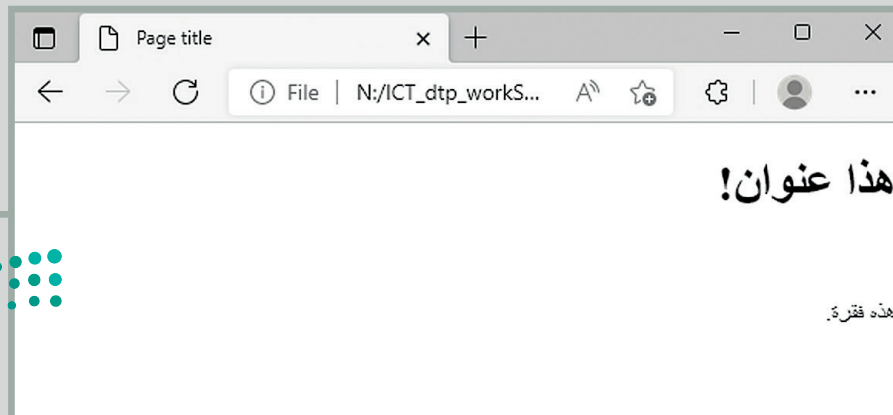 Page title
File | N:/ICT_dtp_workS...
هذا عنوان!
هذه فقرة.